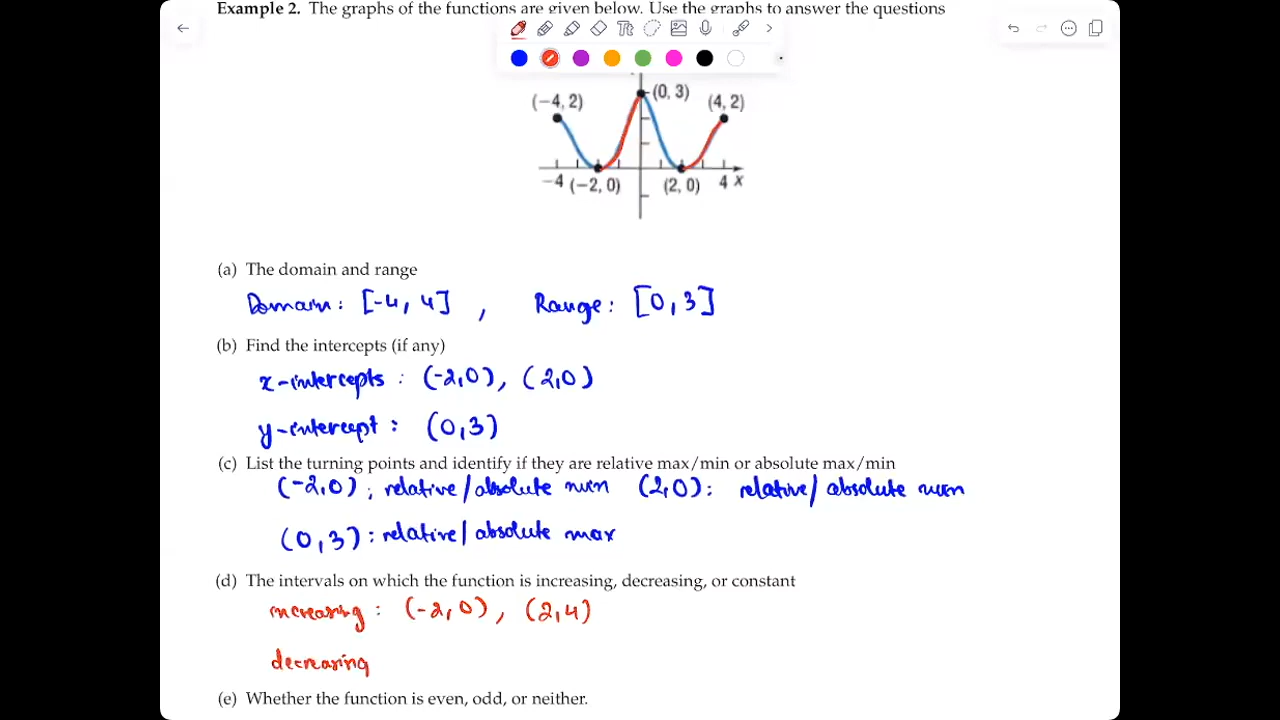 Example 2. The graphs of the functions are given below. Use the graphs to answer the questions
(0, 3)
(−4, 2)
(4, 2)
−4 (−2, 0) (2, 0) 4 x
(a) The domain and range
Domain: [-4, 4] , Range: [0, 3]
(b) Find the intercepts (if any)
x-intercepts : (-2,0), (2,0)
y-intercept : (0,3)
(c) List the turning points and identify if they are relative max/min or absolute max/min
(-2,0) ; relative/absolute min (2,0): relative/ absolute min
(0,3) : relative/ absolute max
(d) The intervals on which the function is increasing, decreasing, or constant
increasing : (-2,0), (2,4)
decreasing
(e) Whether the function is even, odd, or neither.